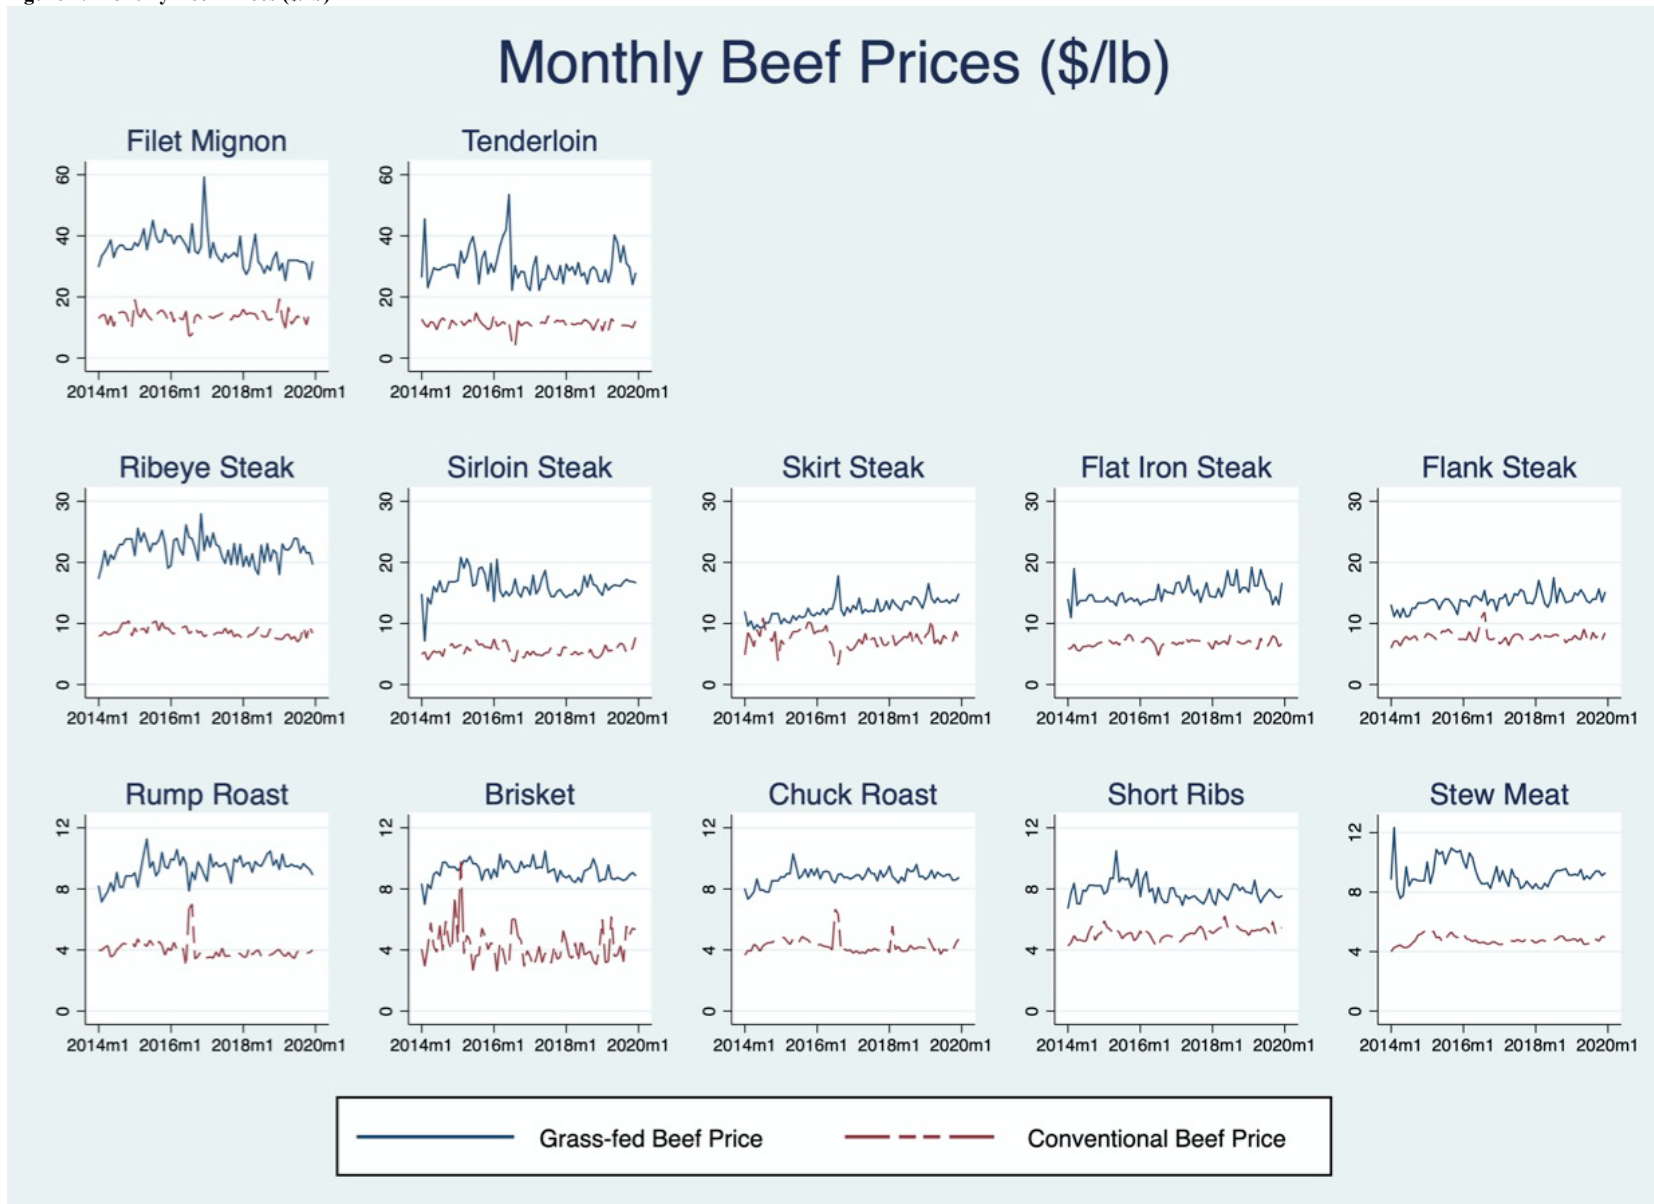 Monthly Beef Prices ($/lb)
Filet Mignon Tenderloin
60 60
40 40
20 20
0 0
2014m1 2016m1 2018m1 2020m1 2014m1 2016m1 2018m1 2020m1
Ribeye Steak Sirloin Steak Skirt Steak Flat Iron Steak Flank Steak
30 30 30 30 30
20 20 20 20 20
10 10 10 10 10
0 0 0 0 0
2014m1 2016m1 2018m1 2020m1 2014m1 2016m1 2018m1 2020m1 2014m1 2016m1 2018m1 2020m1 2014m1 2016m1 2018m1 2020m1 2014m1 2016m1 2018m1 2020m1
Rump Roast Brisket Chuck Roast Short Ribs Stew Meat
12 12 12 12 12
8 8 8 8 8
4 4 4 4 4
0 0 0 0 0
2014m1 2016m1 2018m1 2020m1 2014m1 2016m1 2018m1 2020m1 2014m1 2016m1 2018m1 2020m1 2014m1 2016m1 2018m1 2020m1 2014m1 2016m1 2018m1 2020m1
Grass-fed Beef Price Conventional Beef Price